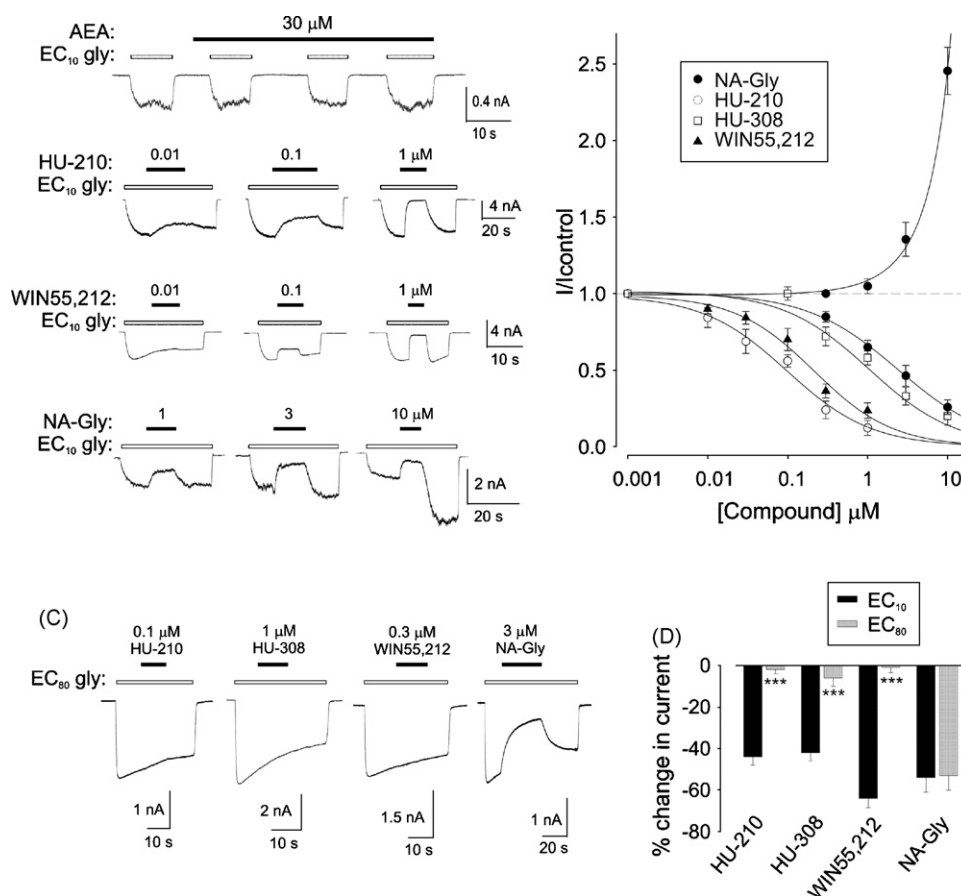 AEA: 30 μM
EC10 gly:
0.4 nA
10 s
HU-210: 0.01 0.1 1 μM
EC10 gly:
4 nA
20 s
WIN55,212: 0.01 0.1 1 μM
EC10 gly:
4 nA
10 s
NA-Gly: 1 3 10 μM
EC10 gly:
2 nA
20 s
NA-Gly
HU-210
HU-308
WIN55,212
I/Icontrol
2.5
2.0
1.5
1.0
0.5
0.0
0.001 0.01 0.1 1 10
[Compound] μM
(C)
0.1 μM 1 μM 0.3 μM 3 μM
HU-210 HU-308 WIN55,212 NA-Gly
EC80 gly:
1 nA 2 nA 1.5 nA 1 nA
10 s 10 s 10 s 20 s
(D)
EC10
EC80
% change in current
0
-20
-40
-60
-80
*** *** ***
HU-210 HU-308 WIN55,212 NA-Gly